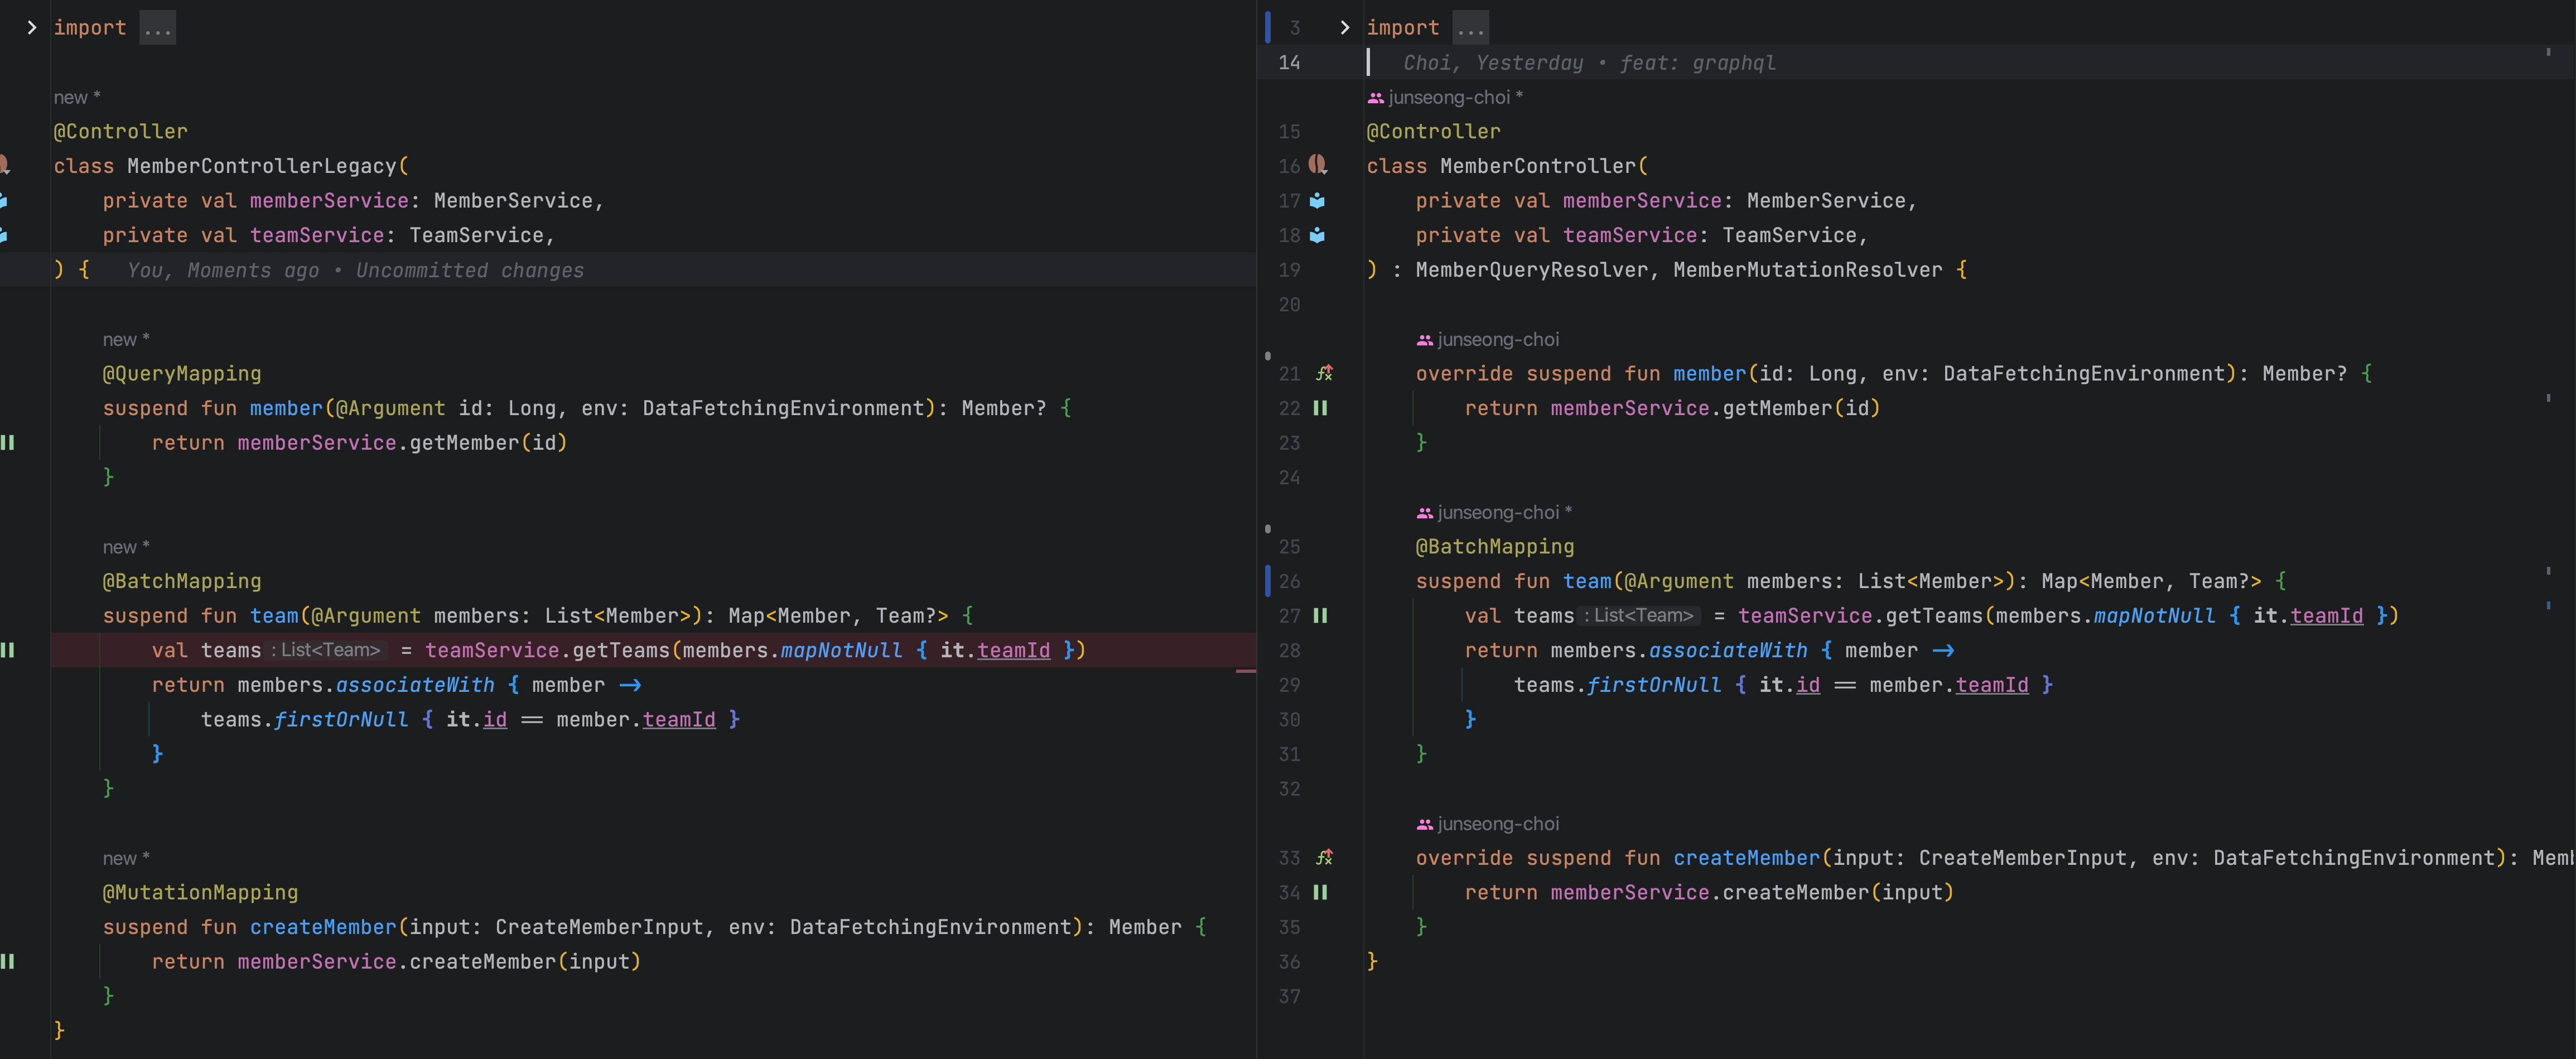 import ...
new *
@Controller
class MemberControllerLegacy(
private val memberService: MemberService,
private val teamService: TeamService,
) { You, Moments ago • Uncommitted changes
new *
@QueryMapping
suspend fun member(@Argument id: Long, env: DataFetchingEnvironment): Member? {
return memberService.getMember(id)
}
new *
@BatchMapping
suspend fun team(@Argument members: List<Member>): Map<Member, Team?> {
val teams : List<Team> = teamService.getTeams(members.mapNotNull { it.teamId })
return members.associateWith { member ->
teams.firstOrNull { it.id == member.teamId }
}
}
new *
@MutationMapping
suspend fun createMember(input: CreateMemberInput, env: DataFetchingEnvironment): Member {
return memberService.createMember(input)
}
}
3 import ...
14 Choi, Yesterday • feat: graphql
junseong-choi *
15 @Controller
16 class MemberController(
17 private val memberService: MemberService,
18 private val teamService: TeamService,
19 ) : MemberQueryResolver, MemberMutationResolver {
20
junseong-choi
21 override suspend fun member(id: Long, env: DataFetchingEnvironment): Member? {
22 return memberService.getMember(id)
23 }
24
junseong-choi *
25 @BatchMapping
26 suspend fun team(@Argument members: List<Member>): Map<Member, Team?> {
27 val teams : List<Team> = teamService.getTeams(members.mapNotNull { it.teamId })
28 return members.associateWith { member ->
29 teams.firstOrNull { it.id == member.teamId }
30 }
31 }
32
junseong-choi
33 override suspend fun createMember(input: CreateMemberInput, env: DataFetchingEnvironment):
34 return memberService.createMember(input)
35 }
36 }
37